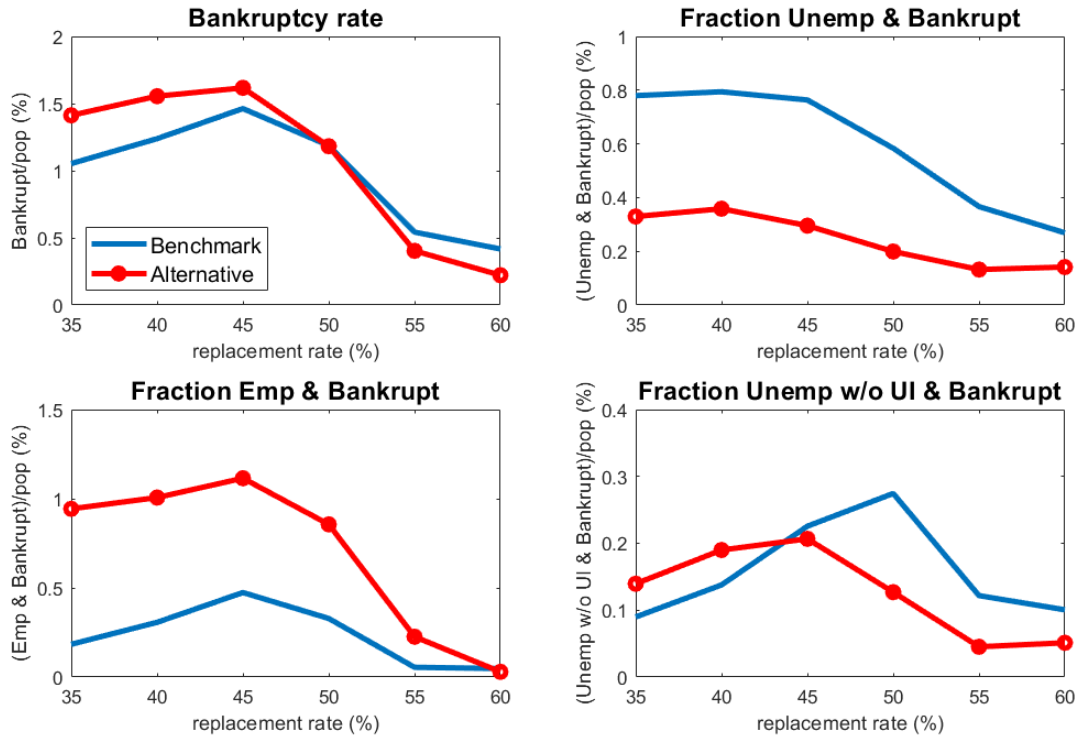 Bankruptcy rate
Bankrupt/pop (%)
2
1.5
1
0.5
0
Benchmark
Alternative
35 40 45 50 55 60
replacement rate (%)
Fraction Unemp & Bankrupt
(Unemp & Bankrupt)/pop (%)
1
0.8
0.6
0.4
0.2
0
35 40 45 50 55 60
replacement rate (%)
Fraction Emp & Bankrupt
(Emp & Bankrupt)/pop (%)
1.5
1
0.5
0
35 40 45 50 55 60
replacement rate (%)
Fraction Unemp w/o UI & Bankrupt
(Unemp w/o UI & Bankrupt)/pop (%)
0.4
0.3
0.2
0.1
0
35 40 45 50 55 60
replacement rate (%)